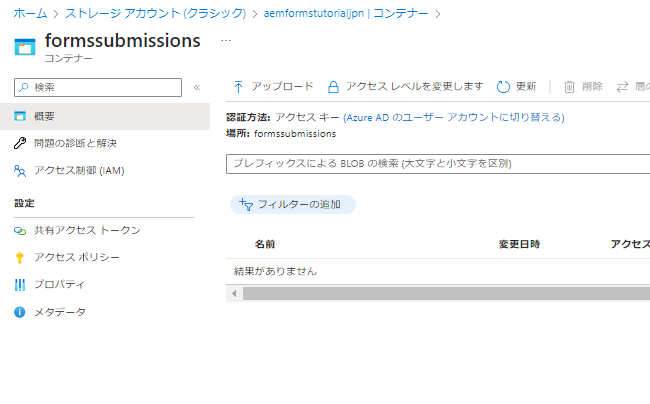 ホーム > ストレージ アカウント (クラシック) > aemformstutorialjpn | コンテナー >
formssubmissions ...
コンテナー
検索 «
アップロード アクセス レベルを変更します 更新 削除
概要
認証方法: アクセス キー (Azure AD のユーザー アカウントに切り替える)
場所: formssubmissions
問題の診断と解決
アクセス制御 (IAM)
プレフィックスによる BLOB の検索 (大文字と小文字を区別)
設定
フィルターの追加
共有アクセス トークン
アクセス ポリシー
プロパティ
メタデータ
名前 変更日時 アクセス
結果がありません